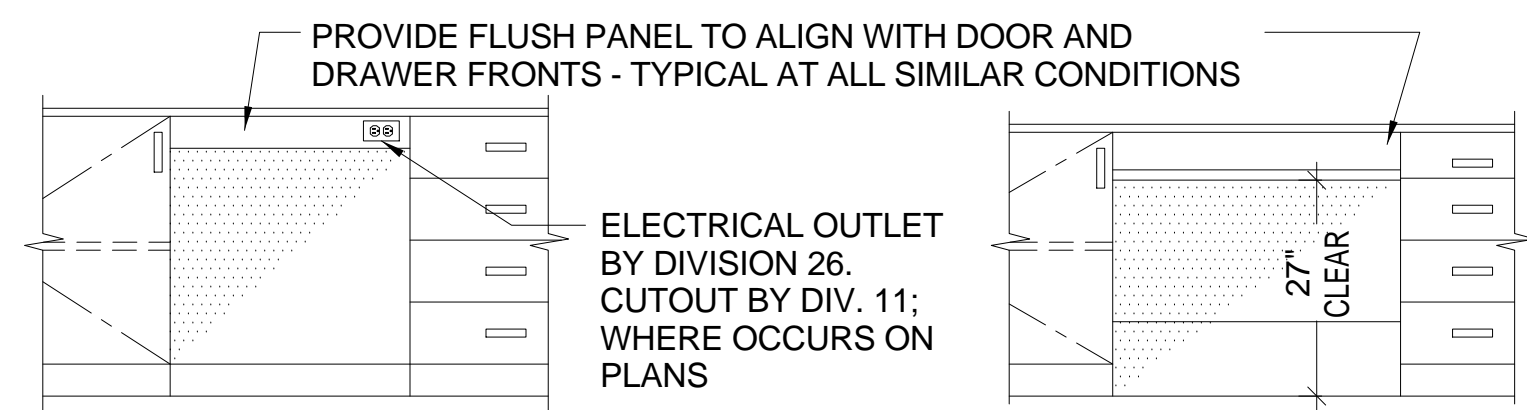 PROVIDE FLUSH PANEL TO ALIGN WITH DOOR AND
DRAWER FRONTS - TYPICAL AT ALL SIMILAR CONDITIONS
ELECTRICAL OUTLET
BY DIVISION 26.
CUTOUT BY DIV. 11;
WHERE OCCURS ON
PLANS
27"
CLEAR